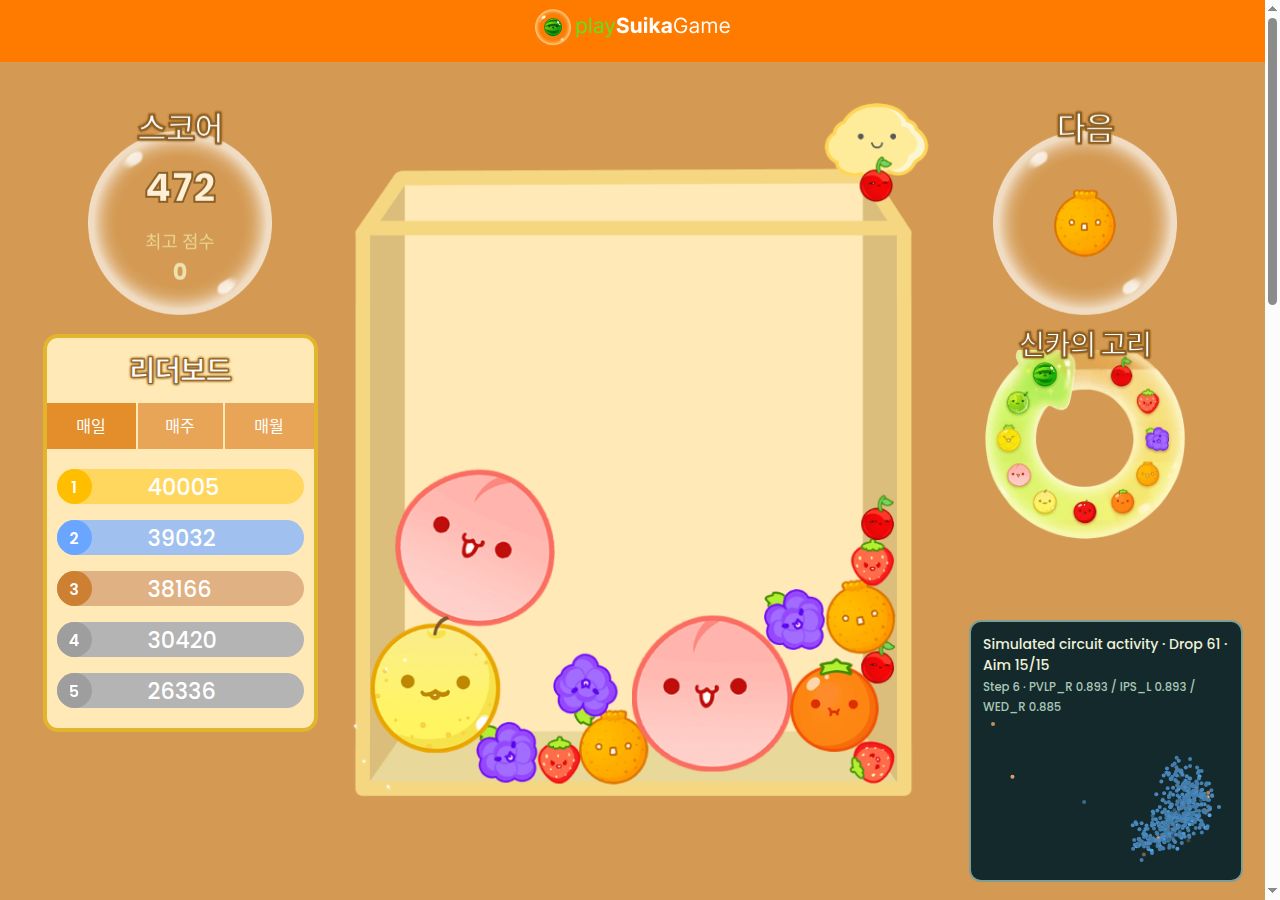 playSuikaGame
스코어
472
최고 점수
0
다음
신카의 고리
리더보드
매일 매주 매월
1 40005
2 39032
3 38166
4 30420
5 26336
Simulated circuit activity · Drop 61 ·
Aim 15/15
Step 6 · PVLP_R 0.893 / IPS_L 0.893 /
WED_R 0.885